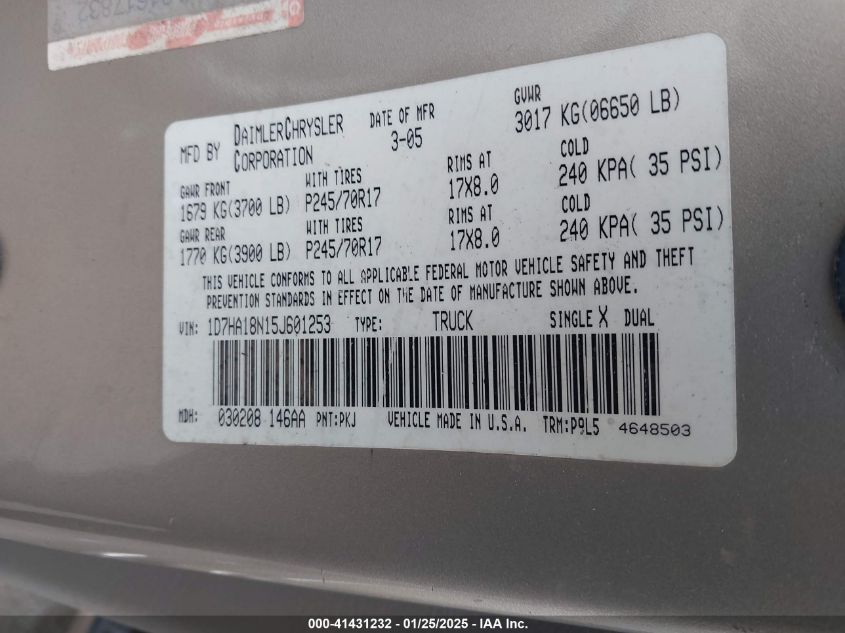 MFD BY DAIMLERCHRYSLER CORPORATION DATE OF MFR 3-05 GVWR 3017 KG(06650 LB)
GAWR FRONT WITH TIRES RIMS AT COLD
1679 KG(3700 LB) P245/70R17 17X8.0 240 KPA( 35 PSI)
GAWR REAR WITH TIRES RIMS AT COLD
1770 KG(3900 LB) P245/70R17 17X8.0 240 KPA( 35 PSI)
THIS VEHICLE CONFORMS TO ALL APPLICABLE FEDERAL MOTOR VEHICLE SAFETY AND THEFT
PREVENTION STANDARDS IN EFFECT ON THE DATE OF MANUFACTURE SHOWN ABOVE.
VIN: 1D7HA18N15J601253 TYPE: TRUCK SINGLE X DUAL
MDH: 030208 146AA PNT:PKJ VEHICLE MADE IN U.S.A. TRM:P9L5 4648503
000-41431232 - 01/25/2025 - IAA Inc.